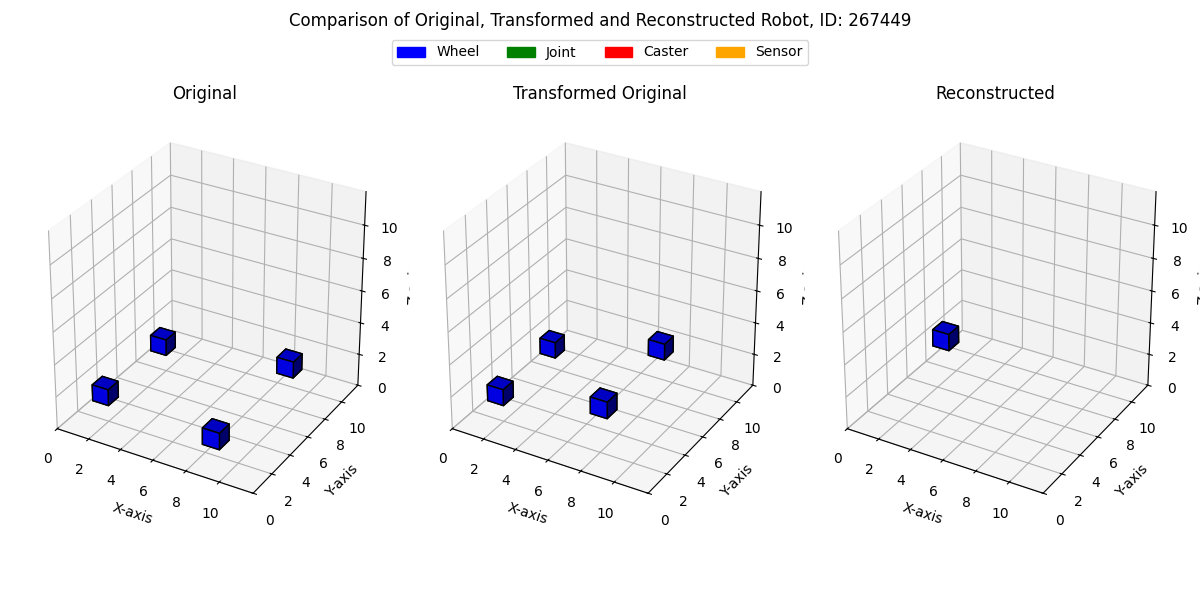 Comparison of Original, Transformed and Reconstructed Robot, ID: 267449
Wheel Joint Caster Sensor
Original Transformed Original Reconstructed
10 10 10
8 8 8
6 6 6
4 4 4
2 2 2
0 0 0
10 10 10
8 8 8
6 6 6
4 4 4
2 2 2
0 0 0
0 2 4 6 8 10 0 2 4 6 8 10 0 2 4 6 8 10
X-axis Y-axis X-axis Y-axis X-axis Y-axis